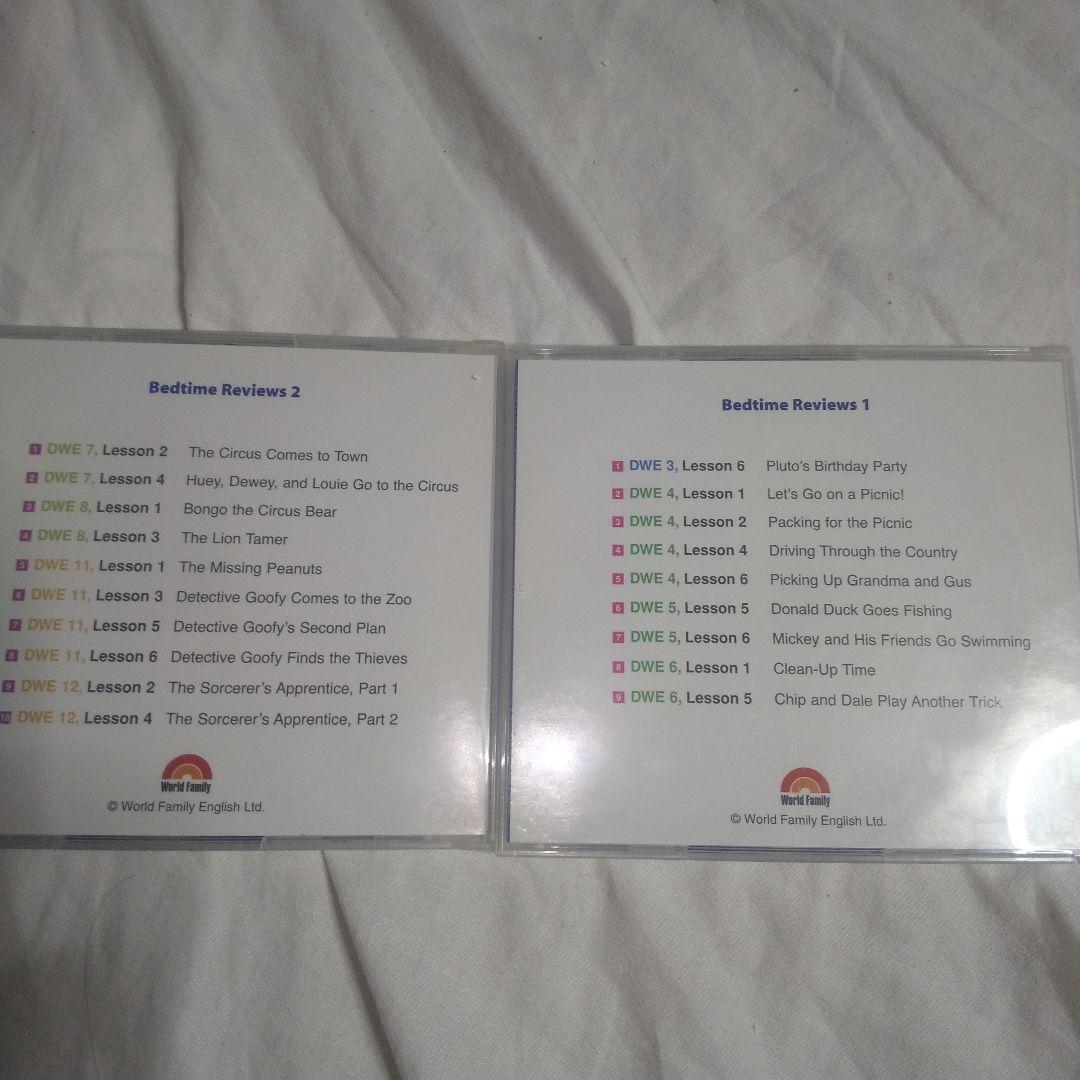 Bedtime Reviews 2
1 DWE 7, Lesson 2 The Circus Comes to Town
2 DWE 7, Lesson 4 Huey, Dewey, and Louie Go to the Circus
3 DWE 8, Lesson 1 Bongo the Circus Bear
4 DWE 8, Lesson 3 The Lion Tamer
5 DWE 11, Lesson 1 The Missing Peanuts
6 DWE 11, Lesson 3 Detective Goofy Comes to the Zoo
7 DWE 11, Lesson 5 Detective Goofy's Second Plan
8 DWE 11, Lesson 6 Detective Goofy Finds the Thieves
9 DWE 12, Lesson 2 The Sorcerer's Apprentice, Part 1
10 DWE 12, Lesson 4 The Sorcerer's Apprentice, Part 2
World Family
© World Family English Ltd.
Bedtime Reviews 1
1 DWE 3, Lesson 6 Pluto's Birthday Party
2 DWE 4, Lesson 1 Let's Go on a Picnic!
3 DWE 4, Lesson 2 Packing for the Picnic
4 DWE 4, Lesson 4 Driving Through the Country
5 DWE 4, Lesson 6 Picking Up Grandma and Gus
6 DWE 5, Lesson 5 Donald Duck Goes Fishing
7 DWE 5, Lesson 6 Mickey and His Friends Go Swimming
8 DWE 6, Lesson 1 Clean-Up Time
9 DWE 6, Lesson 5 Chip and Dale Play Another Trick
World Family
© World Family English Ltd.